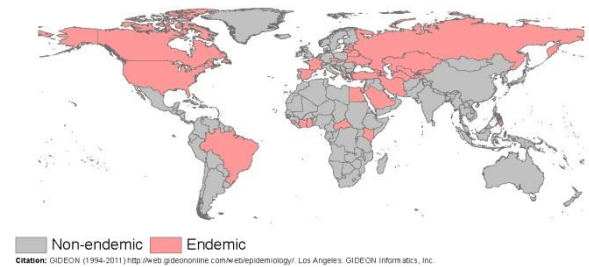 Non-endemic Endemic
Citation: GIDEON (1994-2011) http://web.gideononline.com/web/epidemiology/. Los Angeles: GIDEON Informatics, Inc.